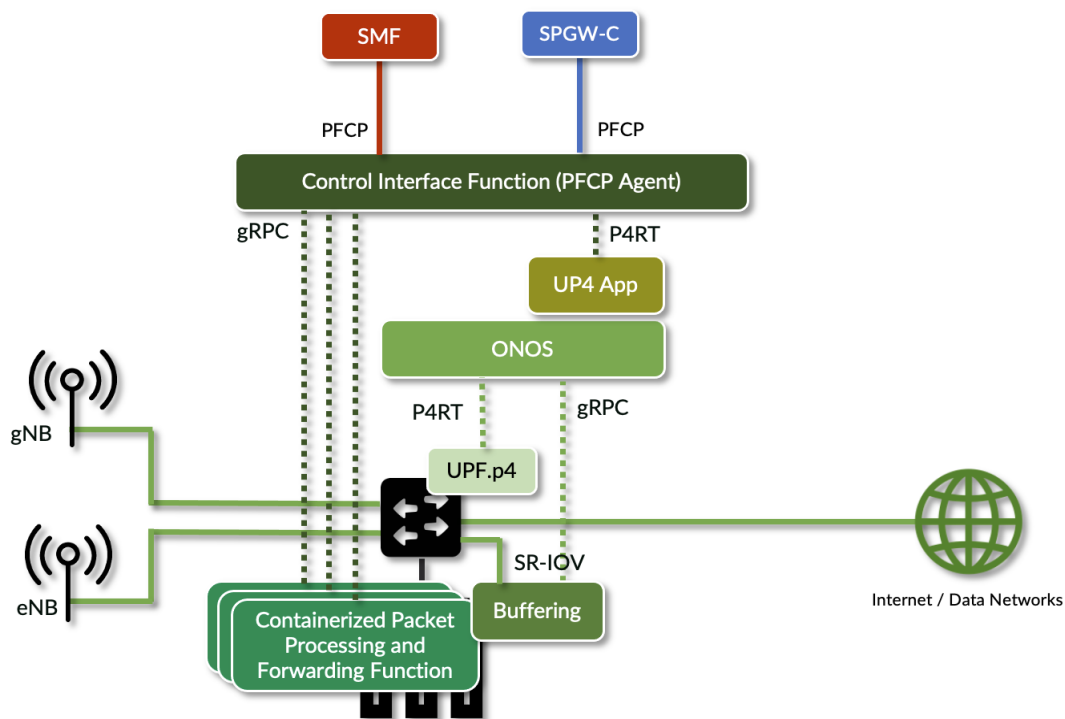 SMF
SPGW-C
PFCP
PFCP
Control Interface Function (PFCP Agent)
gRPC
P4RT
UP4 App
ONOS
P4RT
gRPC
gNB
UPF.p4
SR-IOV
eNB
Buffering
Internet / Data Networks
Containerized Packet
Processing and
Forwarding Function